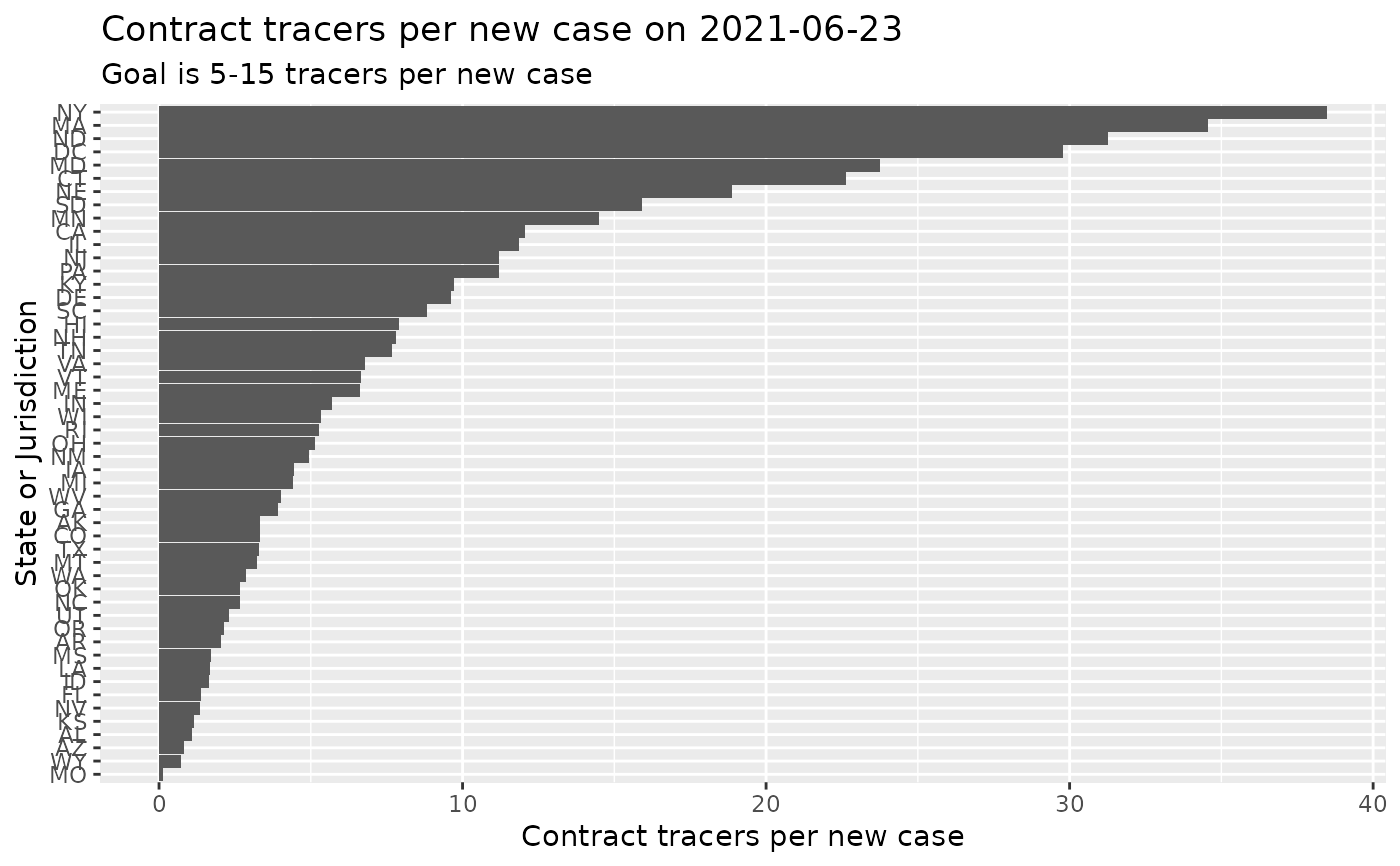 Contract tracers per new case on 2021-06-23
Goal is 5-15 tracers per new case
State or Jurisdiction
NY
MA
ND
DC
MD
CT
NE
SD
MN
CA
IL
NJ
PA
KY
DE
SC
HI
NH
TN
VA
VT
ME
IN
WI
RI
OH
NM
IA
MI
WV
GA
AK
CO
TX
MT
WA
OK
NC
UT
OR
AR
MS
LA
ID
FL
NV
KS
AL
AZ
WY
MO
0 10 20 30 40
Contract tracers per new case